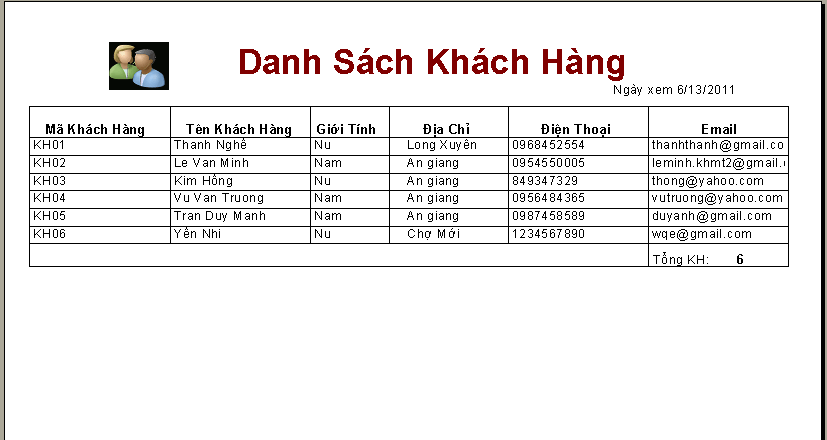 Danh Sách Khách Hàng
Ngày xem 6/13/2011
Mã Khách Hàng Tên Khách Hàng Giới Tính Địa Chỉ Điện Thoại Email
KH01 Thanh Nghế Nu Long Xuyên 0968452554 thanhthanh@gmail.co
KH02 Le Van Minh Nam An giang 0954550005 leminh.khmt2@gmail.
KH03 Kim Hồng Nu An giang 849347329 thong@yahoo.com
KH04 Vu Van Truong Nam An giang 0956484365 vutruong@yahoo.com
KH05 Tran Duy Manh Nam An giang 0987458589 duyanh@gmail.com
KH06 Yến Nhi Nu Chợ Mới 1234567890 wqe@gmail.com
Tổng KH: 6